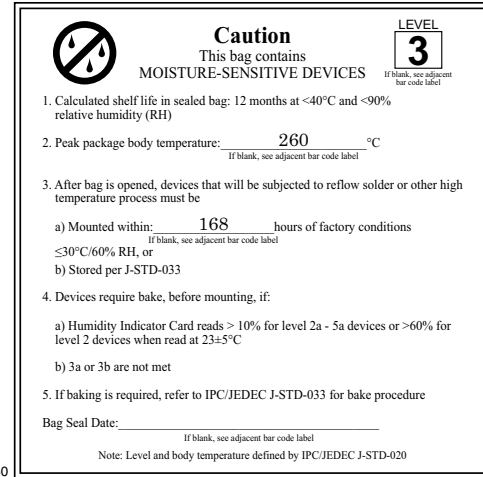 Caution
LEVEL
This bag contains
3
MOISTURE-SENSITIVE DEVICES
If blank, see adjacent
bar code label
1. Calculated shelf life in sealed bag: 12 months at <40°C and <90%
relative humidity (RH)
2. Peak package body temperature: 260 °C
If blank, see adjacent bar code label
3. After bag is opened, devices that will be subjected to reflow solder or other high
temperature process must be
a) Mounted within: 168 hours of factory conditions
If blank, see adjacent bar code label
≤30°C/60% RH, or
b) Stored per J-STD-033
4. Devices require bake, before mounting, if:
a) Humidity Indicator Card reads > 10% for level 2a - 5a devices or >60% for
level 2 devices when read at 23±5°C
b) 3a or 3b are not met
5. If baking is required, refer to IPC/JEDEC J-STD-033 for bake procedure
Bag Seal Date:
If blank, see adjacent bar code label
Note: Level and body temperature defined by IPC/JEDEC J-STD-020